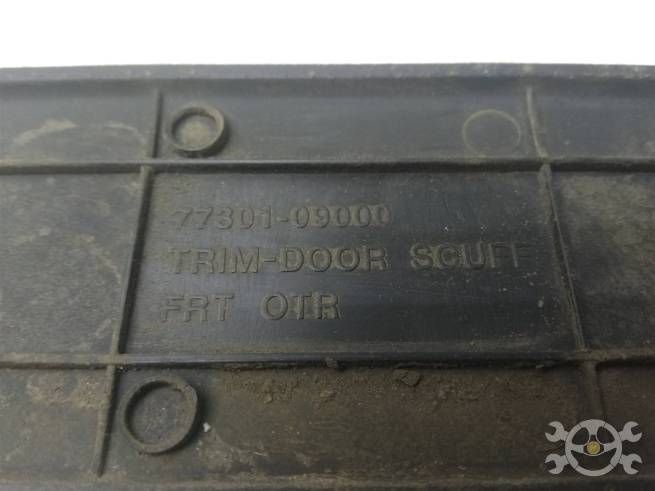 77301-09000
TRIM-DOOR SCUFF
FRT OTR